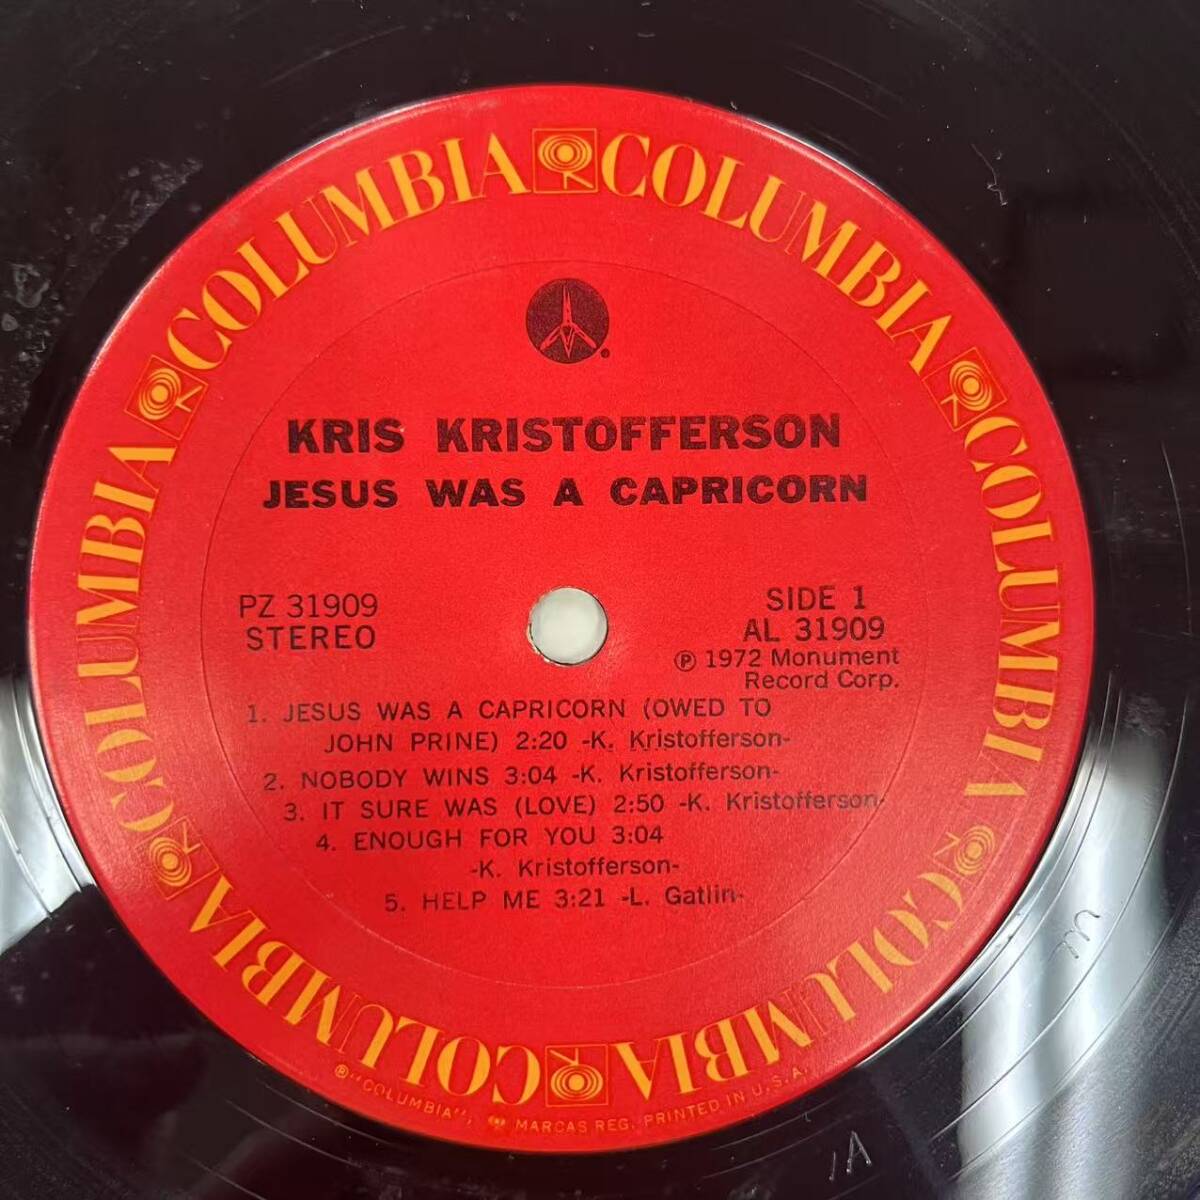 COLUMBIA COLUMBIA COLUMBIA COLUMBIA COLUMBIA COLUMBIA
KRIS KRISTOFFERSON
JESUS WAS A CAPRICORN
PZ 31909
STEREO
SIDE 1
AL 31909
℗ 1972 Monument
Record Corp.
1. JESUS WAS A CAPRICORN (OWED TO
JOHN PRINE) 2:20 -K. Kristofferson-
2. NOBODY WINS 3:04 -K. Kristofferson-
3. IT SURE WAS (LOVE) 2:50 -K. Kristofferson-
4. ENOUGH FOR YOU 3:04
-K. Kristofferson-
5. HELP ME 3:21 -L. Gatlin-
® "COLUMBIA", MARCAS REG. PRINTED IN U.S.A.